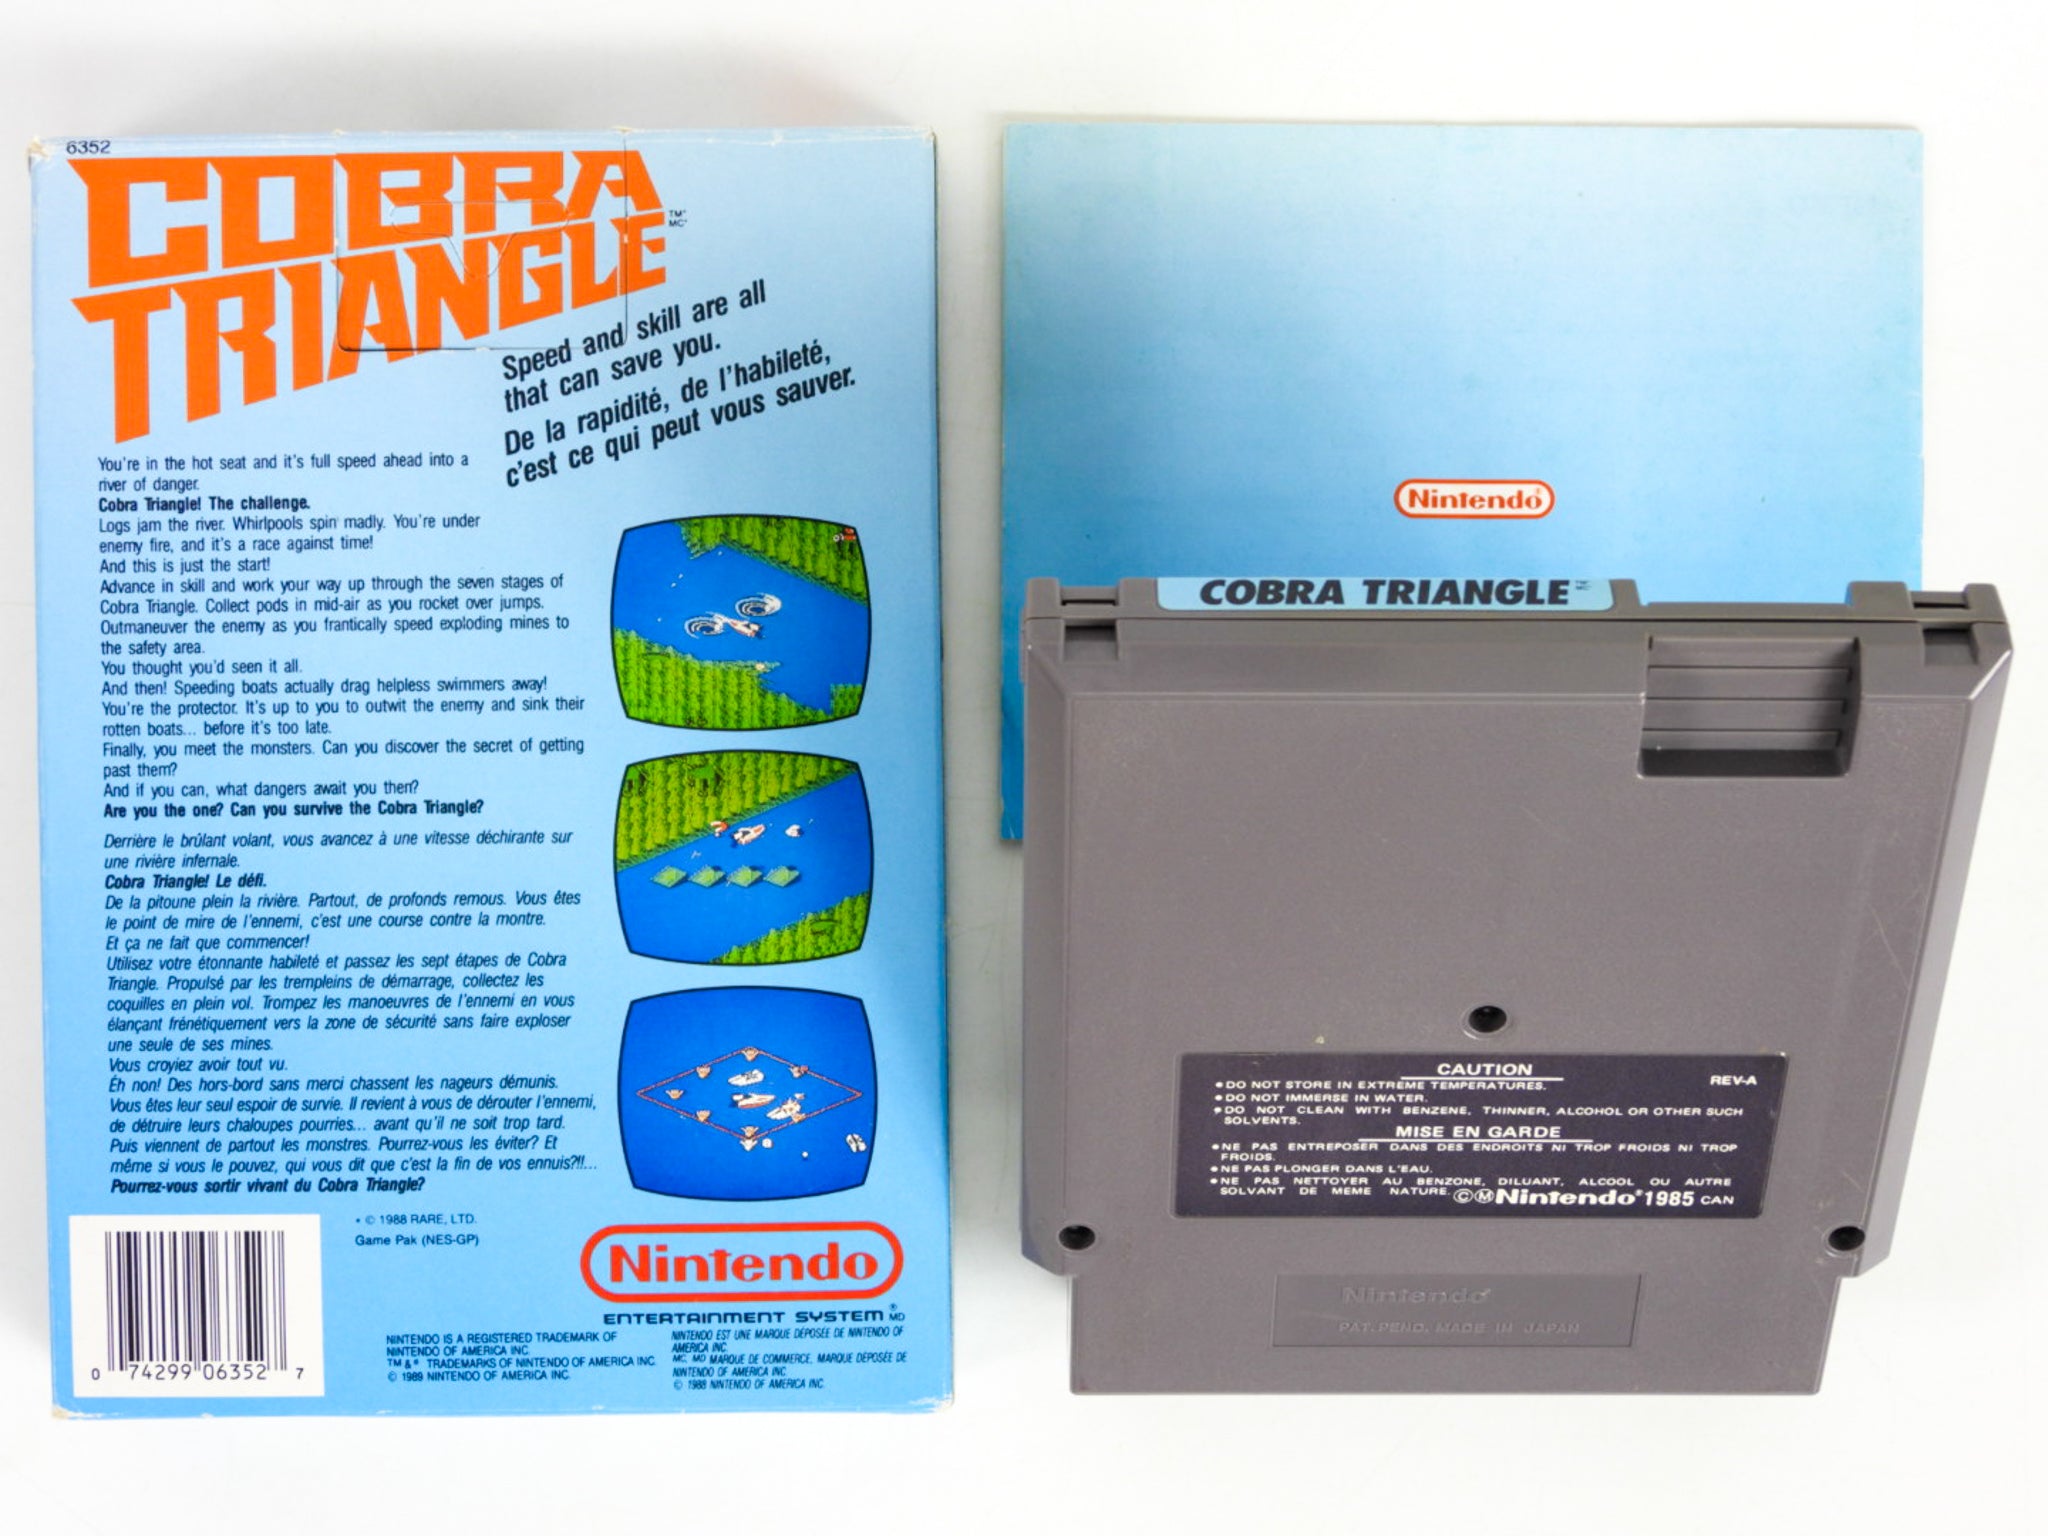 6352
COBRA
TRIANGLE
TM
MC
Speed and skill are all
that can save you.
De la rapidité, de l'habileté,
c'est ce qui peut vous sauver.
You're in the hot seat and it's full speed ahead into a
river of danger.
Cobra Triangle! The challenge.
Logs jam the river. Whirlpools spin madly. You're under
enemy fire, and it's a race against time!
And this is just the start!
Advance in skill and work your way up through the seven stages of
Cobra Triangle. Collect pods in mid-air as you rocket over jumps.
Outmaneuver the enemy as you frantically speed exploding mines to
the safety area.
You thought you'd seen it all.
And then! Speeding boats actually drag helpless swimmers away!
You're the protector. It's up to you to outwit the enemy and sink their
rotten boats... before it's too late.
Finally, you meet the monsters. Can you discover the secret of getting
past them?
And if you can, what dangers await you then?
Are you the one? Can you survive the Cobra Triangle?
Derrière le brûlant volant, vous avancez à une vitesse déchirante sur
une rivière infernale.
Cobra Triangle! Le défi.
De la pitoune plein la rivière. Partout, de profonds remous. Vous êtes
le point de mire de l'ennemi, c'est une course contre la montre.
Et ça ne fait que commencer!
Utilisez votre étonnante habileté et passez les sept étapes de Cobra
Triangle. Propulsé par les trempleins de démarrage, collectez les
coquilles en plein vol. Trompez les manoeuvres de l'ennemi en vous
élançant frénétiquement vers la zone de sécurité sans faire exploser
une seule de ses mines.
Vous croyiez avoir tout vu.
Éh non! Des hors-bord sans merci chassent les nageurs démunis.
Vous êtes leur seul espoir de survie. Il revient à vous de dérouter l'ennemi,
de détruire leurs chaloupes pourries... avant qu'il ne soit trop tard.
Puis viennent de partout les monstres. Pourrez-vous les éviter? Et
même si vous le pouvez, qui vous dit que c'est la fin de vos ennuis?!!...
Pourrez-vous sortir vivant du Cobra Triangle?
• © 1988 RARE, LTD.
Game Pak (NES-GP)
0 74299 06352 7
Nintendo
ENTERTAINMENT SYSTEM ® MD
NINTENDO IS A REGISTERED TRADEMARK OF
NINTENDO OF AMERICA INC.
TM & ® TRADEMARKS OF NINTENDO OF AMERICA INC.
© 1989 NINTENDO OF AMERICA INC.
NINTENDO EST UNE MARQUE DÉPOSÉE DE NINTENDO OF
AMERICA INC.
MC, MD MARQUE DE COMMERCE, MARQUE DÉPOSÉE DE
NINTENDO OF AMERICA INC.
© 1988 NINTENDO OF AMERICA INC.
Nintendo®
COBRA TRIANGLE
CAUTION
REV-A
• DO NOT STORE IN EXTREME TEMPERATURES.
• DO NOT IMMERSE IN WATER.
• DO NOT CLEAN WITH BENZENE, THINNER, ALCOHOL OR OTHER SUCH
SOLVENTS.
MISE EN GARDE
• NE PAS ENTREPOSER DANS DES ENDROITS NI TROP FROIDS NI TROP
FROIDS.
• NE PAS PLONGER DANS L'EAU.
• NE PAS NETTOYER AU BENZONE, DILUANT, ALCOOL OU AUTRE
SOLVANT DE MEME NATURE. ©Ⓜ Nintendo® 1985 CAN
Nintendo®
PAT. PEND. MADE IN JAPAN